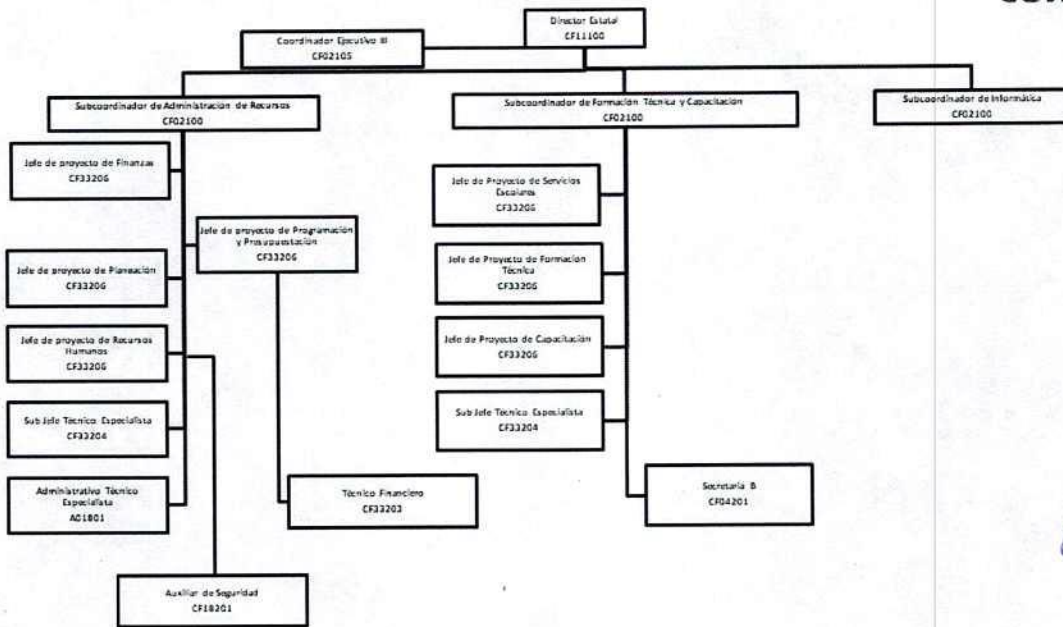 Director Estatal
CF11100
Coordinador Ejecutivo III
CF02105
Subcoordinador de Administración de Recursos
CF02100
Subcoordinador de Formación Técnica y Capacitación
CF02100
Subcoordinador de Informática
CF02100
Jefe de proyecto de Finanzas
CF33206
Jefe de proyecto de Programación
y Presupuestación
CF33206
Jefe de proyecto de Planeación
CF33206
Jefe de proyecto de Recursos
Humanos
CF33206
Sub Jefe Técnico Especialista
CF33204
Administrativo Técnico
Especialista
A01801
Técnico Financiero
CF33203
Auxiliar de Seguridad
CF18201
Jefe de Proyecto de Servicios
Escolares
CF33206
Jefe de Proyecto de Formación
Técnica
CF33206
Jefe de Proyecto de Capacitación
CF33206
Sub Jefe Técnico Especialista
CF33204
Secretaria B
CF04201